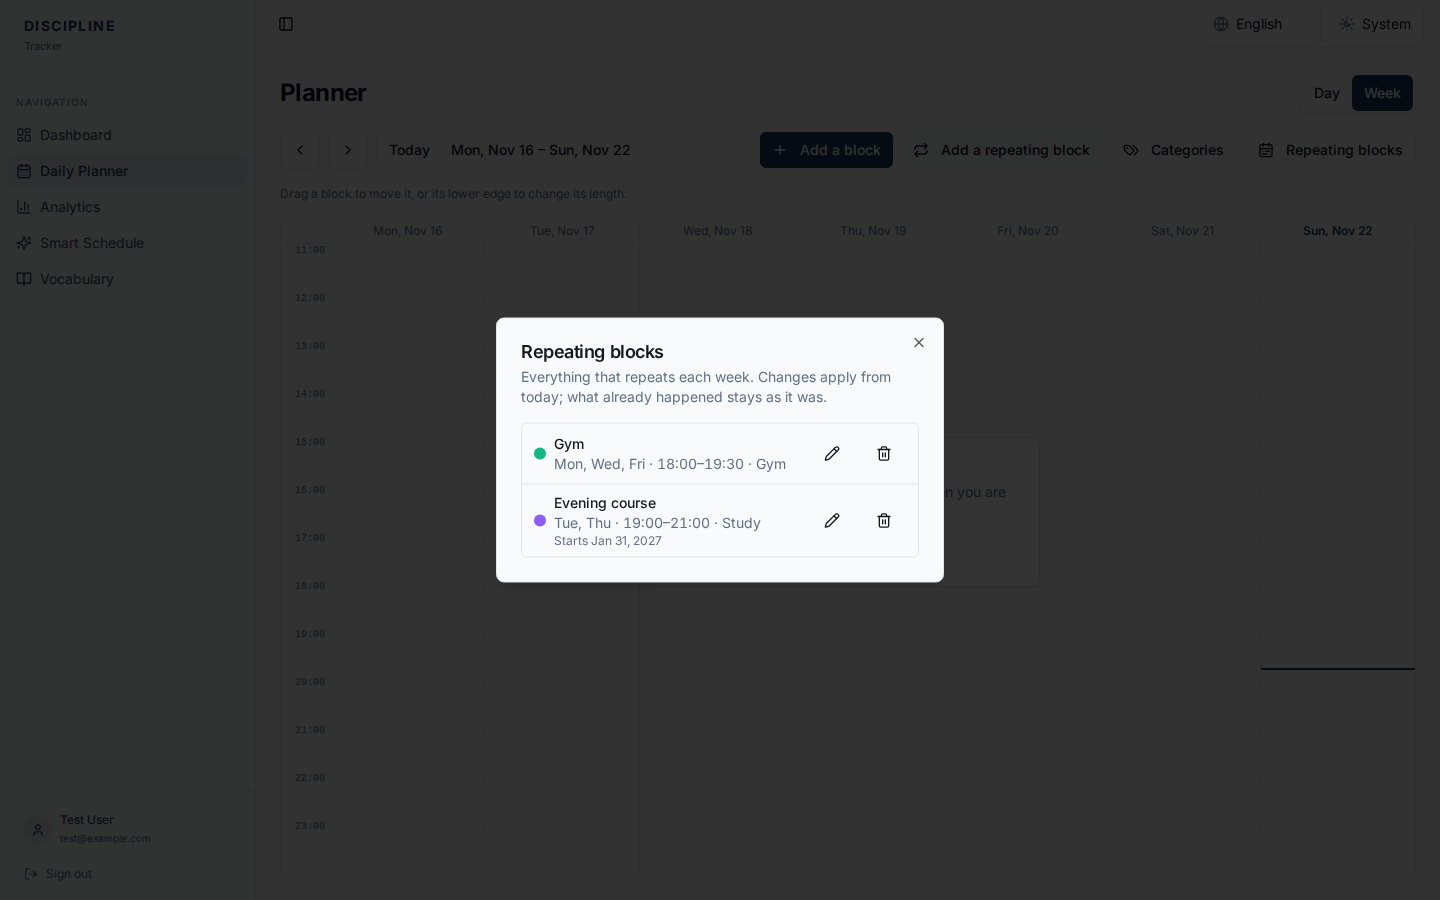 DISCIPLINE
Tracker
English
System
NAVIGATION
Dashboard
Daily Planner
Analytics
Smart Schedule
Vocabulary
Planner
Day
Week
Today
Mon, Nov 16 – Sun, Nov 22
Add a block
Add a repeating block
Categories
Repeating blocks
Drag a block to move it, or its lower edge to change its length.
Mon, Nov 16
Tue, Nov 17
Wed, Nov 18
Thu, Nov 19
Fri, Nov 20
Sat, Nov 21
Sun, Nov 22
11:00
12:00
13:00
14:00
15:00
16:00
17:00
18:00
19:00
20:00
21:00
22:00
23:00
you are
Repeating blocks
Everything that repeats each week. Changes apply from
today; what already happened stays as it was.
Gym
Mon, Wed, Fri · 18:00–19:30 · Gym
Evening course
Tue, Thu · 19:00–21:00 · Study
Starts Jan 31, 2027
Test User
test@example.com
Sign out